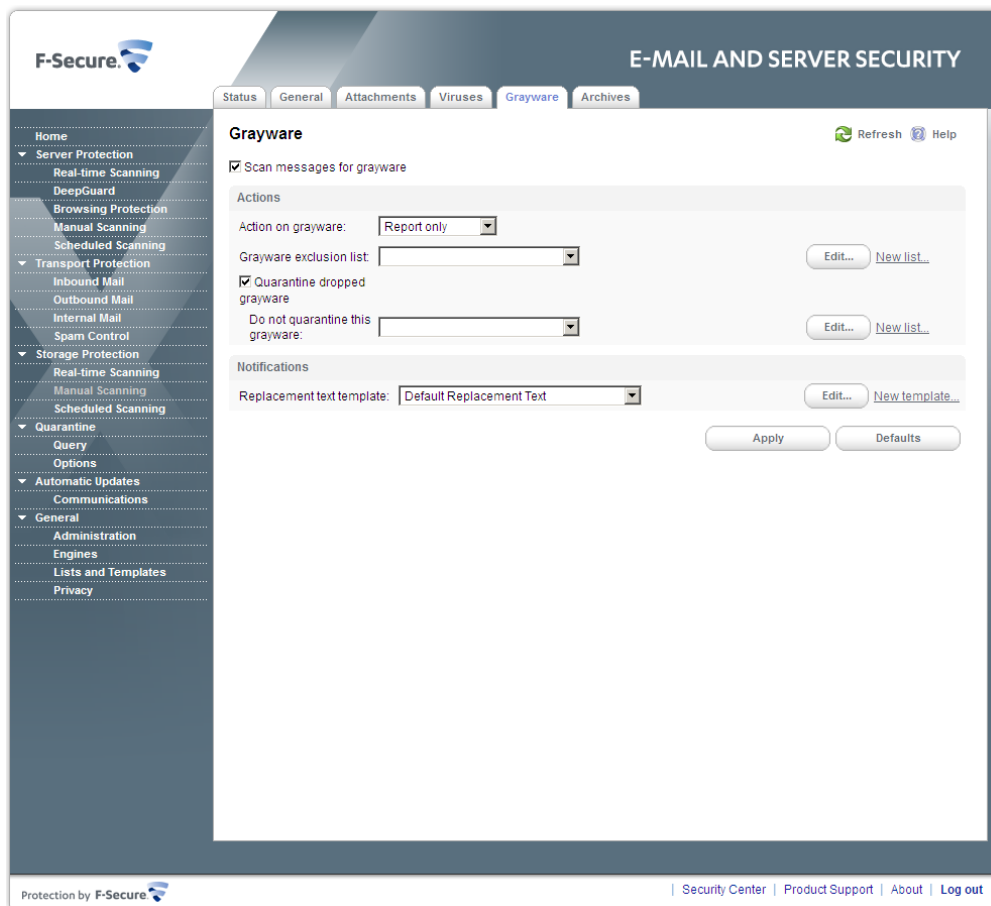 F-Secure.
E-MAIL AND SERVER SECURITY
Status General Attachments Viruses Grayware Archives
Home
Server Protection
Real-time Scanning
DeepGuard
Browsing Protection
Manual Scanning
Scheduled Scanning
Transport Protection
Inbound Mail
Outbound Mail
Internal Mail
Spam Control
Storage Protection
Real-time Scanning
Manual Scanning
Scheduled Scanning
Quarantine
Query
Options
Automatic Updates
Communications
General
Administration
Engines
Lists and Templates
Privacy
Grayware Refresh Help
Scan messages for grayware
Actions
Action on grayware: Report only
Grayware exclusion list: Edit... New list...
Quarantine dropped
grayware
Do not quarantine this
grayware: Edit... New list...
Notifications
Replacement text template: Default Replacement Text Edit... New template...
Apply Defaults
Protection by F-Secure. | Security Center | Product Support | About | Log out